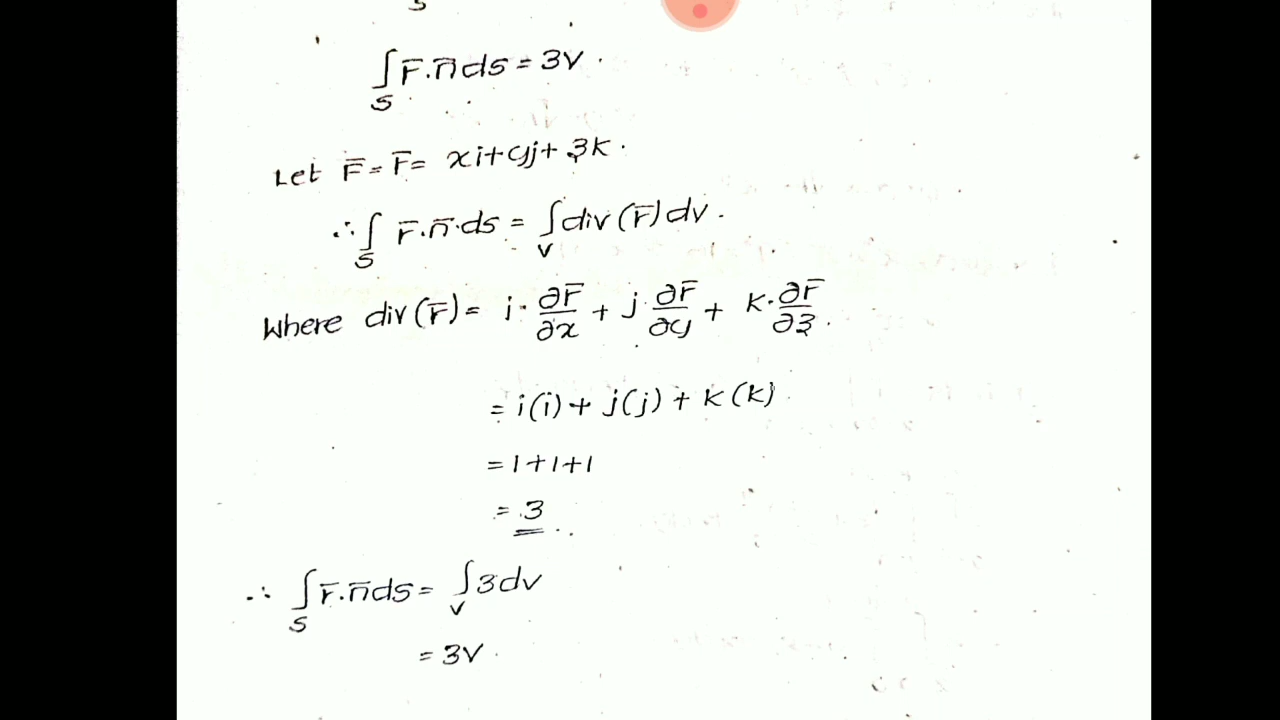 S
∫_S F̅.n̅ ds = 3V.
Let F̅ = r̅ = xi + yj + zk.
∴ ∫_S r̅.n̅.ds = ∫_V div(r̅) dv.
Where div(r̅) = i·∂F̅/∂x + j·∂F̅/∂y + k·∂F̅/∂z.
= i(i) + j(j) + k(k).
= 1+1+1
= 3
∴ ∫_S r̅.n̅ ds = ∫_V 3dv
= 3V.